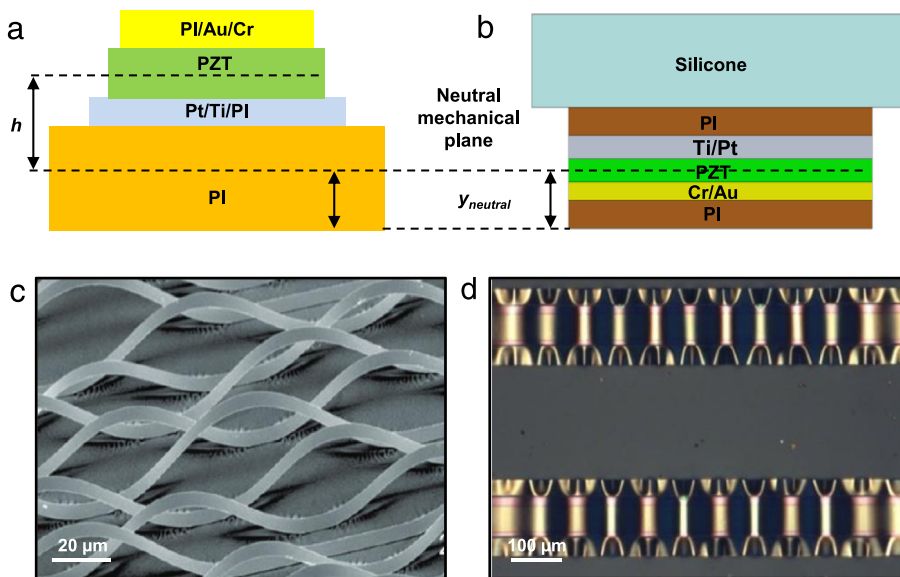 a
PI/Au/Cr
PZT
h
Pt/Ti/PI
PI
Neutral
mechanical
plane
yneutral
b
Silicone
PI
Ti/Pt
PZT
Cr/Au
PI
c
20 μm
d
100 μm